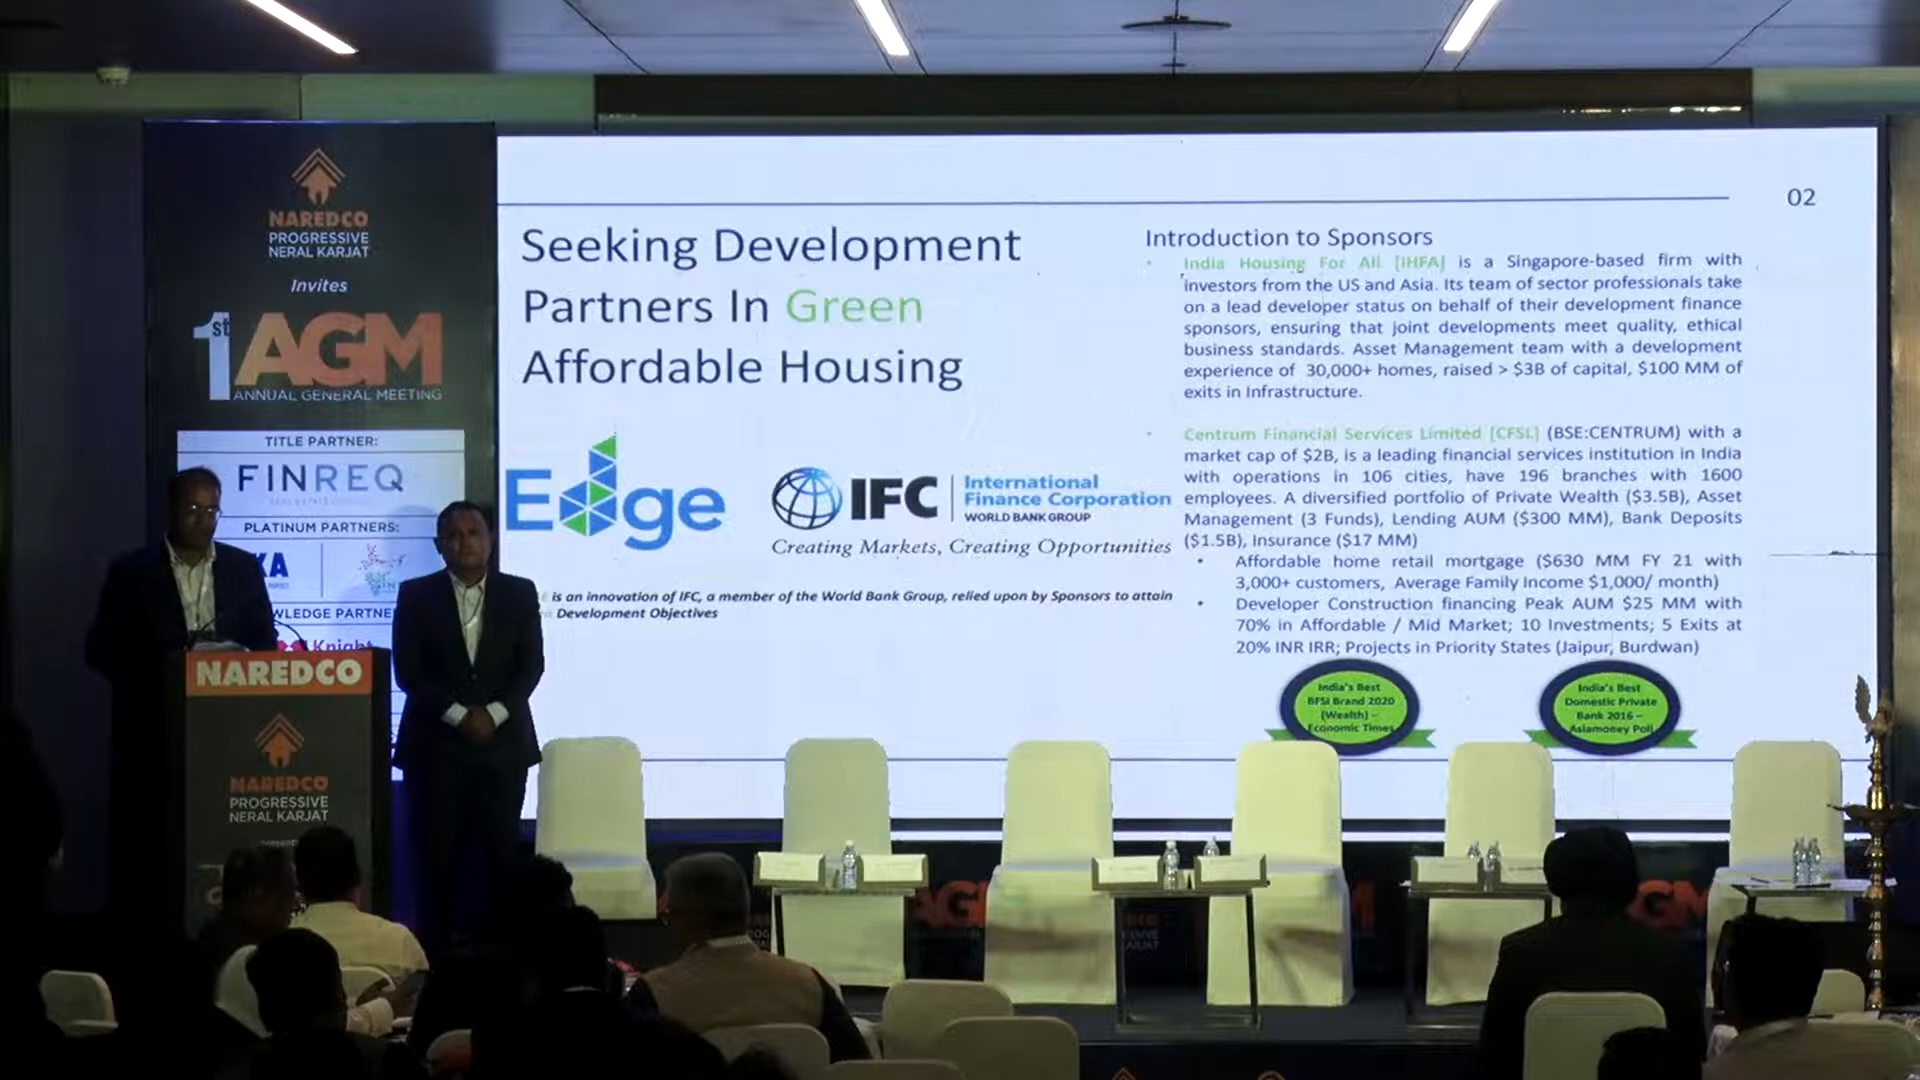 NAREDCO
PROGRESSIVE
NERAL KARJAT
Invites
1st AGM
ANNUAL GENERAL MEETING
TITLE PARTNER:
FINREQ
PLATINUM PARTNERS:
KA
WLEDGE PARTNE
Knight
NAREDCO
NAREDCO
PROGRESSIVE
NERAL KARJAT
02
Seeking Development
Partners In Green
Affordable Housing
Edge
IFC
International
Finance Corporation
WORLD BANK GROUP
Creating Markets, Creating Opportunities
is an innovation of IFC, a member of the World Bank Group, relied upon by Sponsors to attain
Development Objectives
Introduction to Sponsors
India Housing For All [IHFA] is a Singapore-based firm with
investors from the US and Asia. Its team of sector professionals take
on a lead developer status on behalf of their development finance
sponsors, ensuring that joint developments meet quality, ethical
business standards. Asset Management team with a development
experience of 30,000+ homes, raised > $3B of capital, $100 MM of
exits in Infrastructure.
Centrum Financial Services Limited [CFSL] (BSE:CENTRUM) with a
market cap of $2B, is a leading financial services institution in India
with operations in 106 cities, have 196 branches with 1600
employees. A diversified portfolio of Private Wealth ($3.5B), Asset
Management (3 Funds), Lending AUM ($300 MM), Bank Deposits
($1.5B), Insurance ($17 MM)
• Affordable home retail mortgage ($630 MM FY 21 with
3,000+ customers, Average Family Income $1,000/ month)
• Developer Construction financing Peak AUM $25 MM with
70% in Affordable / Mid Market; 10 Investments; 5 Exits at
20% INR IRR; Projects in Priority States (Jaipur, Burdwan)
India's Best
BFSI Brand 2020
(Wealth) –
Economic Times
India's Best
Domestic Private
Bank 2016 –
Asiamoney Poll
AGM